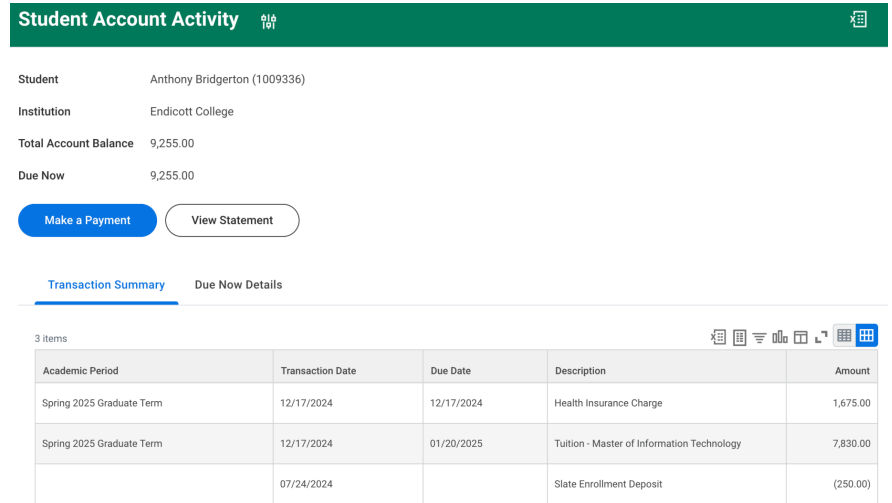 Student Account Activity
Student Anthony Bridgerton (1009336)
Institution Endicott College
Total Account Balance 9,255.00
Due Now 9,255.00
Make a Payment View Statement
Transaction Summary Due Now Details
3 items
Academic Period Transaction Date Due Date Description Amount
Spring 2025 Graduate Term 12/17/2024 12/17/2024 Health Insurance Charge 1,675.00
Spring 2025 Graduate Term 12/17/2024 01/20/2025 Tuition - Master of Information Technology 7,830.00
07/24/2024 Slate Enrollment Deposit (250.00)